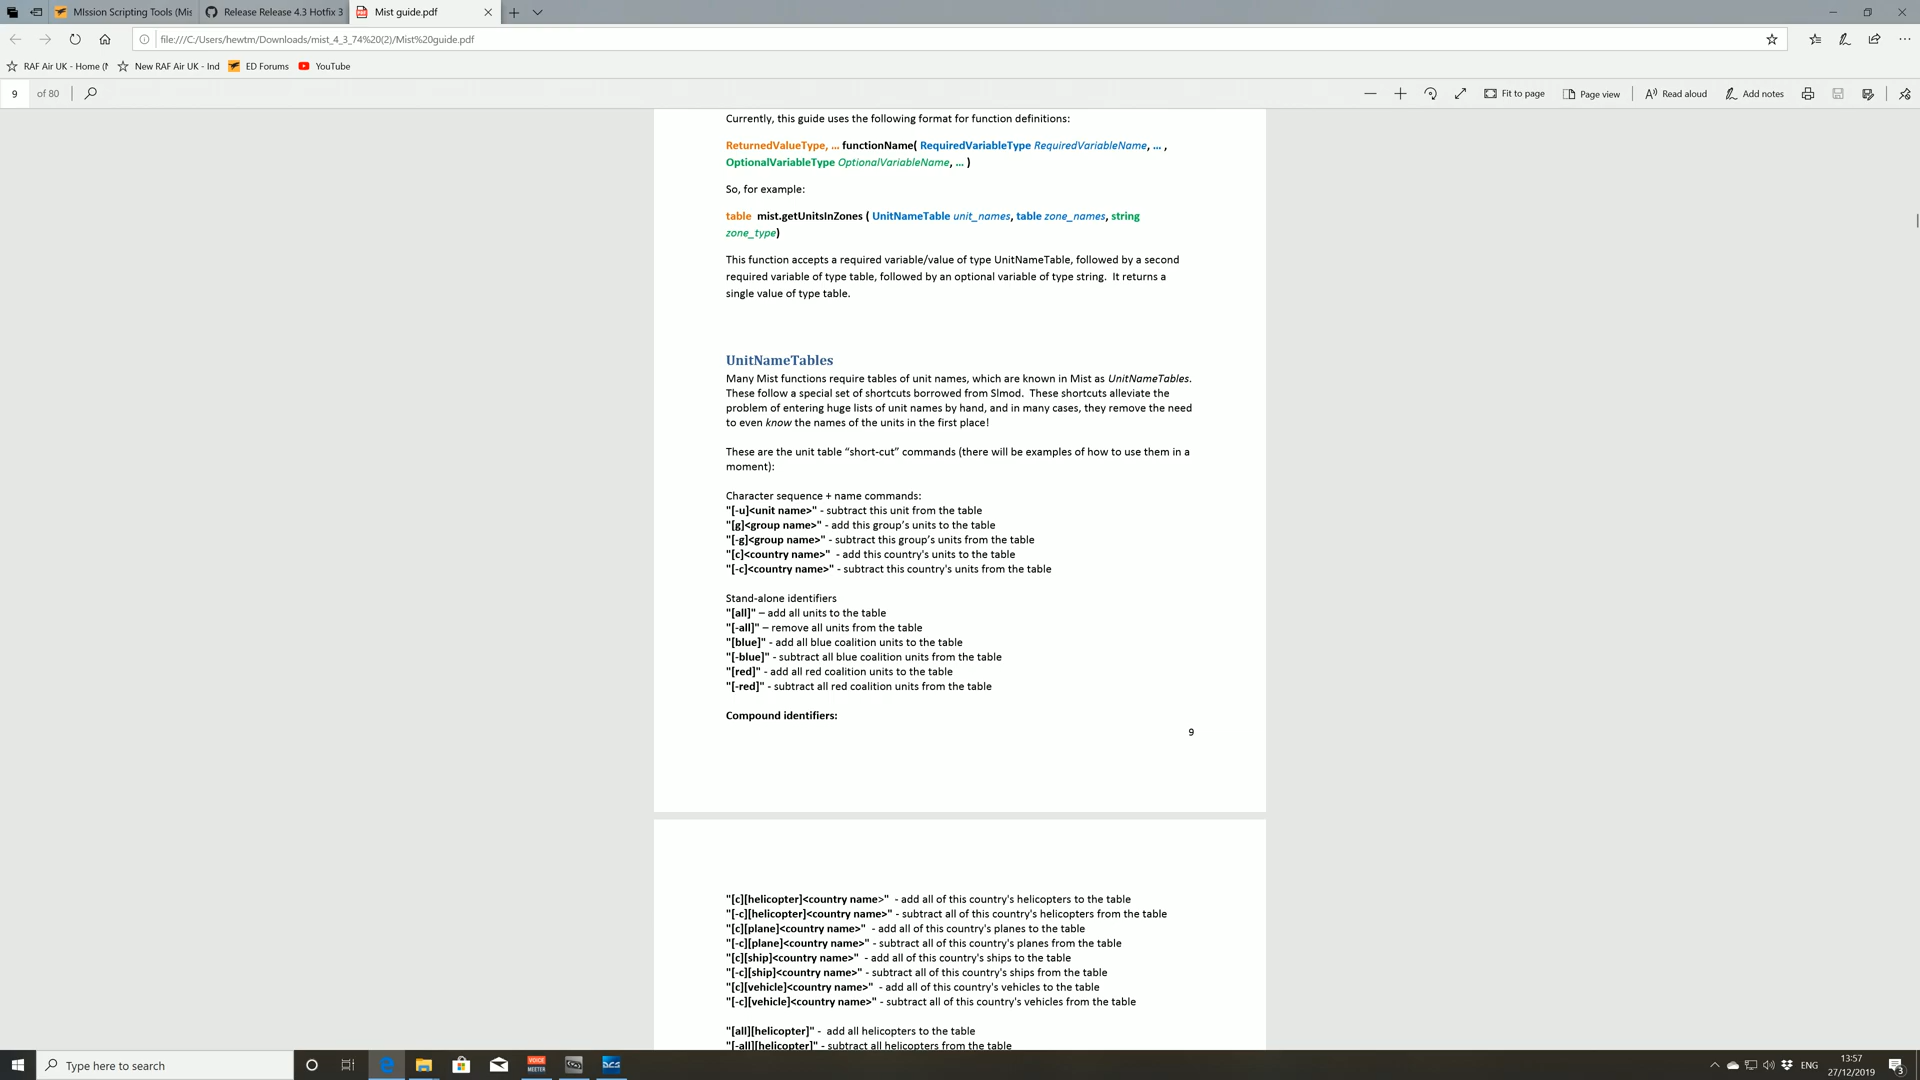 MIssion Scripting Tools (Mis
Release Release 4.3 Hotfix 3
Mist guide.pdf
file:///C:/Users/hewtm/Downloads/mist_4_3_74%20(2)/Mist%20guide.pdf
RAF Air UK - Home (
New RAF Air UK - Ind
ED Forums
YouTube
9 of 80
Fit to page
Page view
Read aloud
Add notes
Currently, this guide uses the following format for function definitions:
ReturnedValueType, … functionName( RequiredVariableType RequiredVariableName, … ,
OptionalVariableType OptionalVariableName, … )
So, for example:
table mist.getUnitsInZones ( UnitNameTable unit_names, table zone_names, string
zone_type)
This function accepts a required variable/value of type UnitNameTable, followed by a second
required variable of type table, followed by an optional variable of type string. It returns a
single value of type table.
UnitNameTables
Many Mist functions require tables of unit names, which are known in Mist as UnitNameTables.
These follow a special set of shortcuts borrowed from Slmod. These shortcuts alleviate the
problem of entering huge lists of unit names by hand, and in many cases, they remove the need
to even know the names of the units in the first place!
These are the unit table “short-cut” commands (there will be examples of how to use them in a
moment):
Character sequence + name commands:
"[-u]<unit name>" - subtract this unit from the table
"[g]<group name>" - add this group’s units to the table
"[-g]<group name>" - subtract this group’s units from the table
"[c]<country name>" - add this country's units to the table
"[-c]<country name>" - subtract this country's units from the table
Stand-alone identifiers
"[all]" – add all units to the table
"[-all]" – remove all units from the table
"[blue]" - add all blue coalition units to the table
"[-blue]" - subtract all blue coalition units from the table
"[red]" - add all red coalition units to the table
"[-red]" - subtract all red coalition units from the table
Compound identifiers:
9
"[c][helicopter]<country name>" - add all of this country's helicopters to the table
"[-c][helicopter]<country name>" - subtract all of this country's helicopters from the table
"[c][plane]<country name>" - add all of this country's planes to the table
"[-c][plane]<country name>" - subtract all of this country's planes from the table
"[c][ship]<country name>" - add all of this country's ships to the table
"[-c][ship]<country name>" - subtract all of this country's ships from the table
"[c][vehicle]<country name>" - add all of this country's vehicles to the table
"[-c][vehicle]<country name>" - subtract all of this country's vehicles from the table
"[all][helicopter]" - add all helicopters to the table
"[-all][helicopter]" - subtract all helicopters from the table
Type here to search
VOICE
MEETER
DCS
ENG
13:57
27/12/2019
3